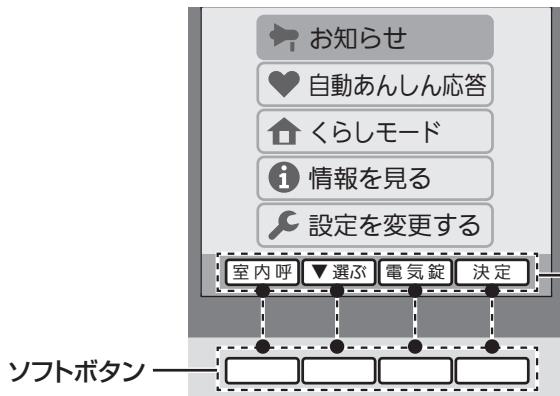 お知らせ
自動あんしん応答
くらしモード
情報を見る
設定を変更する
室内呼 ▼選ぶ 電気錠 決定
ソフトボタン